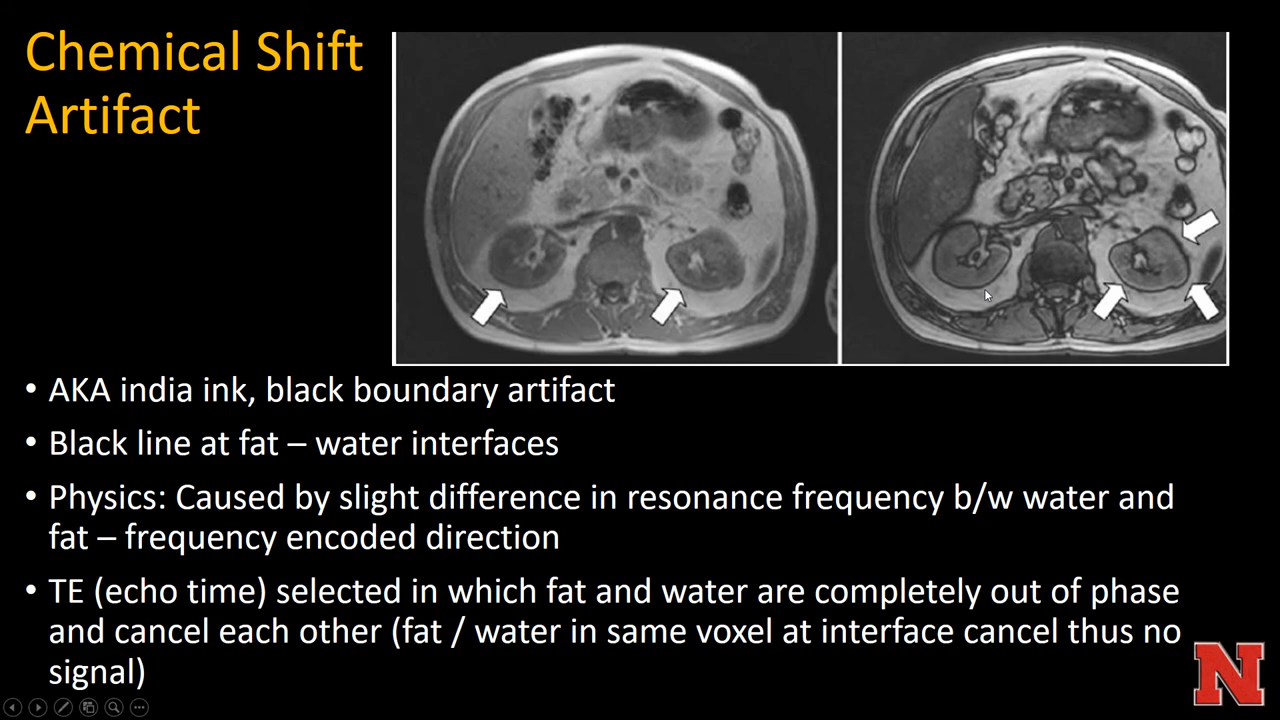 Chemical Shift
Artifact
• AKA india ink, black boundary artifact
• Black line at fat – water interfaces
• Physics: Caused by slight difference in resonance frequency b/w water and
fat – frequency encoded direction
• TE (echo time) selected in which fat and water are completely out of phase
and cancel each other (fat / water in same voxel at interface cancel thus no
signal)
N